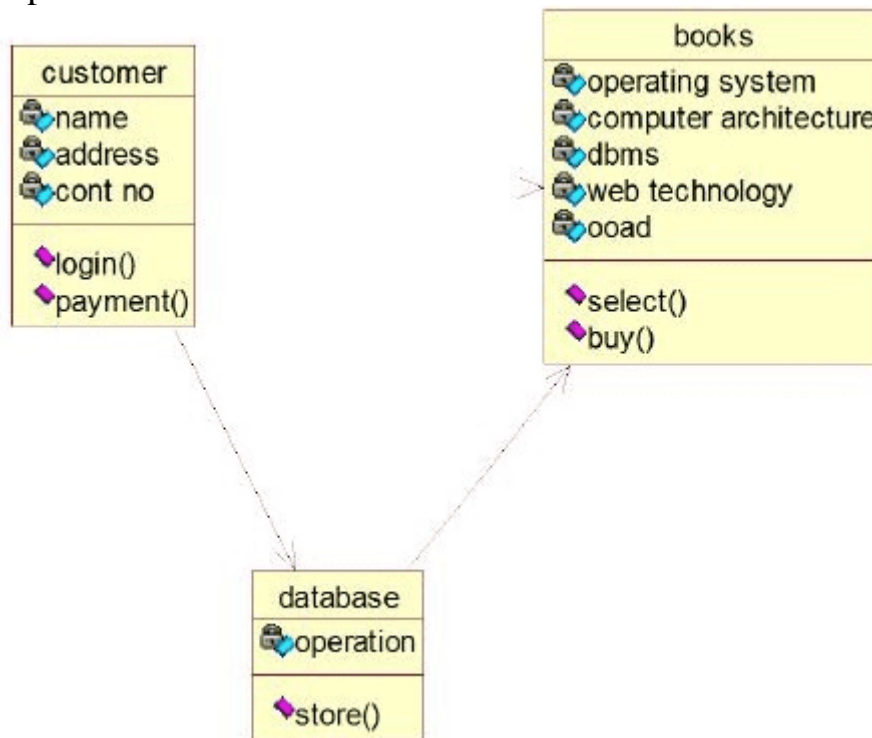 customer
name
address
cont no
login()
payment()
books
operating system
computer architecture
dbms
web technology
ooad
select()
buy()
database
operation
store()